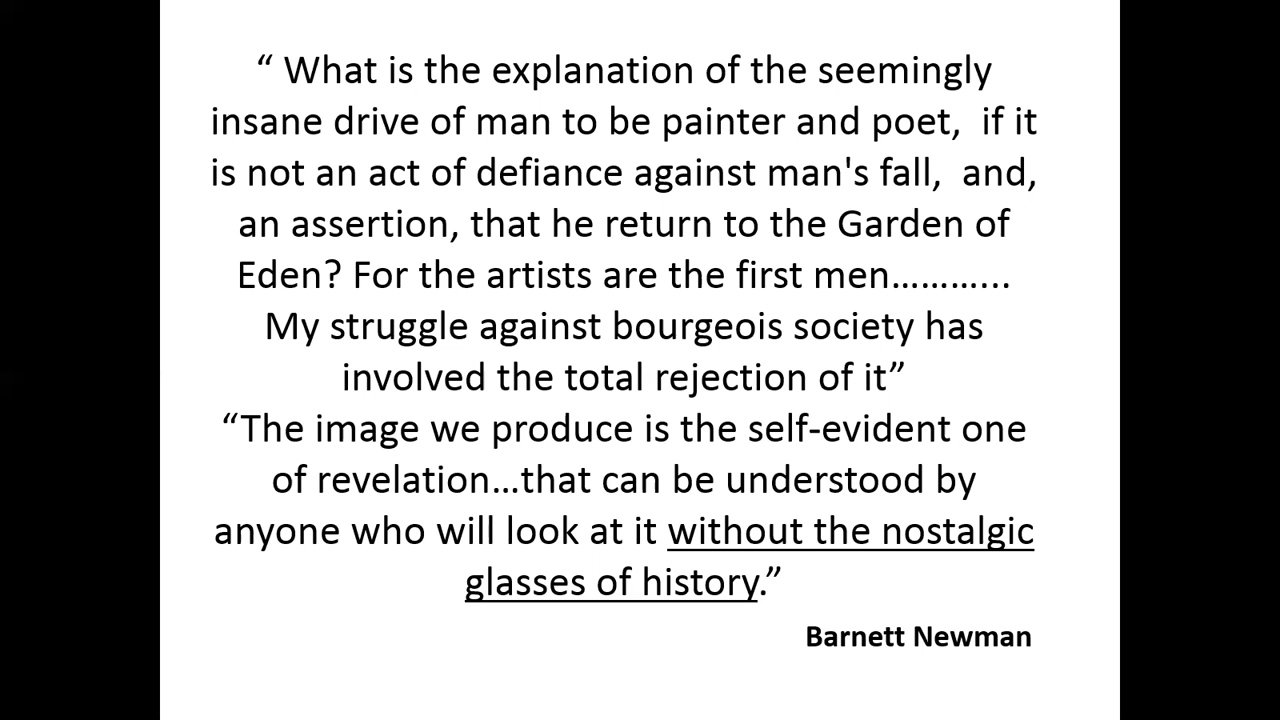 “ What is the explanation of the seemingly
insane drive of man to be painter and poet,  if it
is not an act of defiance against man's fall,  and,
an assertion, that he return to the Garden of
Eden? For the artists are the first men………...
My struggle against bourgeois society has
involved the total rejection of it”
“The image we produce is the self-evident one
of revelation…that can be understood by
anyone who will look at it without the nostalgic
glasses of history.”
Barnett Newman